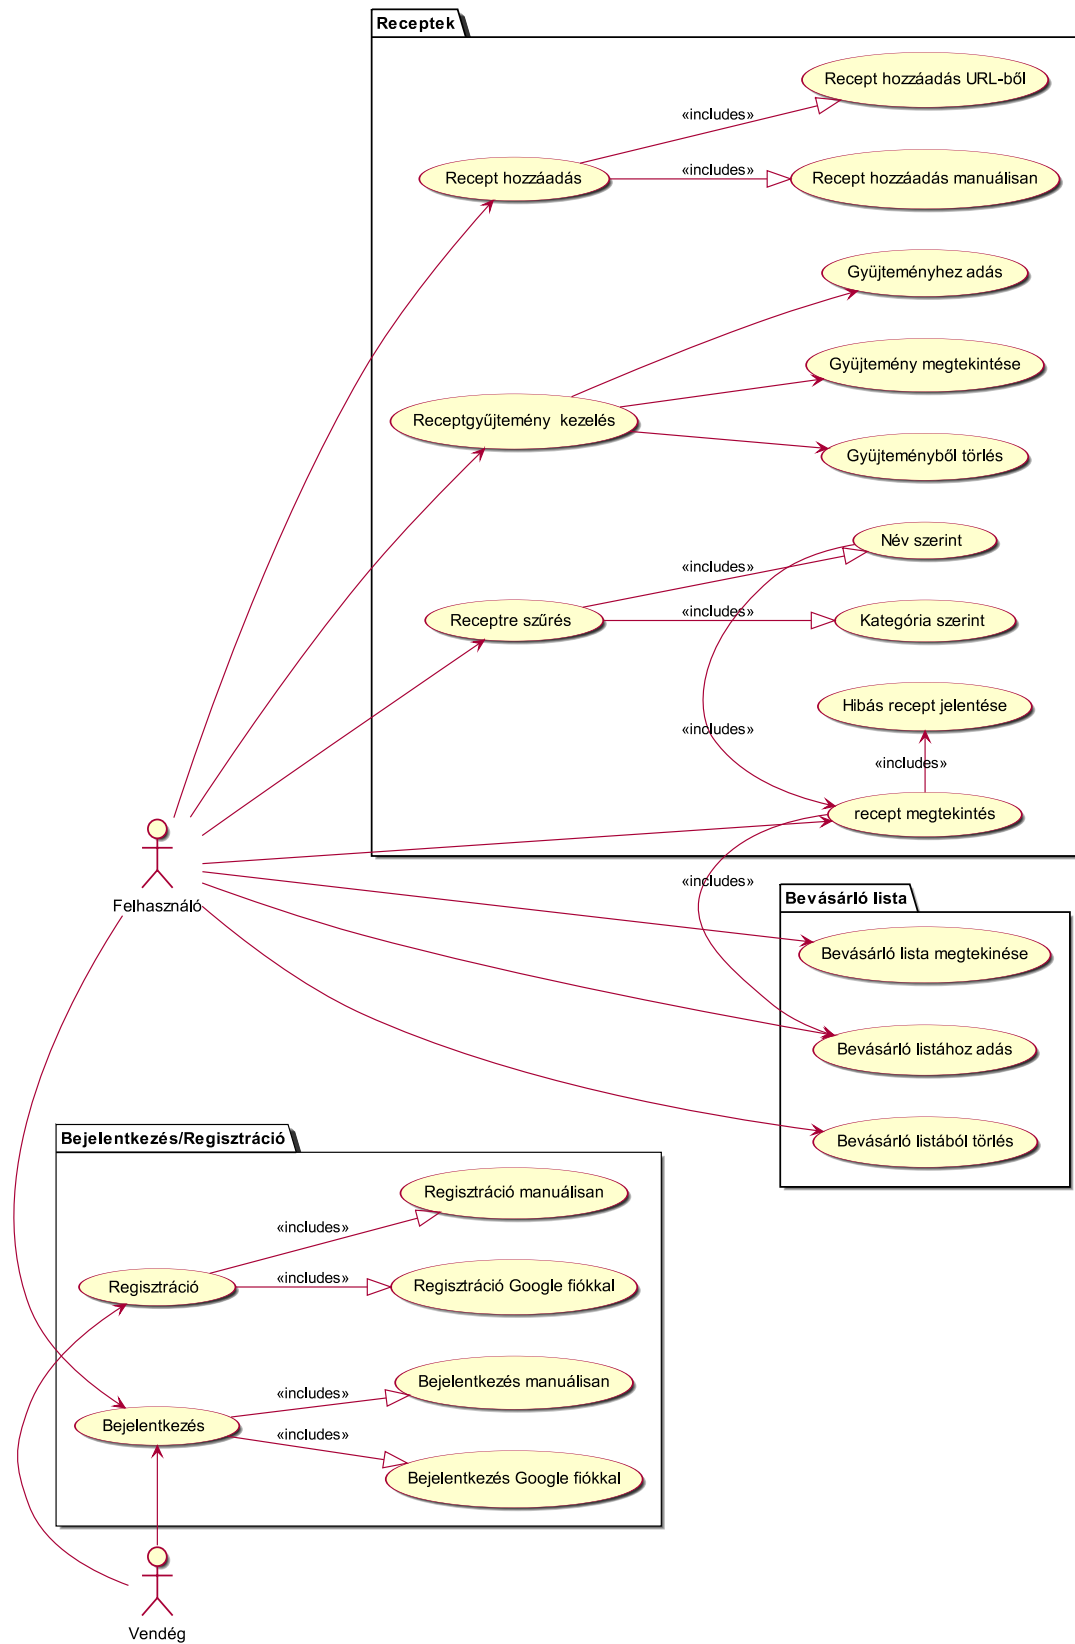 Receptek
Recept hozzáadás URL-ből
«includes»
Recept hozzáadás
«includes»
Recept hozzáadás manuálisan
Gyüjteményhez adás
Gyüjtemény megtekintése
Receptgyűjtemény  kezelés
Gyüjteményből törlés
Név szerint
«includes»
Receptre szűrés
«includes»
Kategória szerint
Hibás recept jelentése
«includes»
«includes»
recept megtekintés
Felhasználó
«includes»
Bevásárló lista
Bevásárló lista megtekinése
Bevásárló listához adás
Bevásárló listából törlés
Bejelentkezés/Regisztráció
Regisztráció manuálisan
«includes»
Regisztráció
«includes»
Regisztráció Google fiókkal
Bejelentkezés manuálisan
«includes»
Bejelentkezés
«includes»
Bejelentkezés Google fiókkal
Vendég